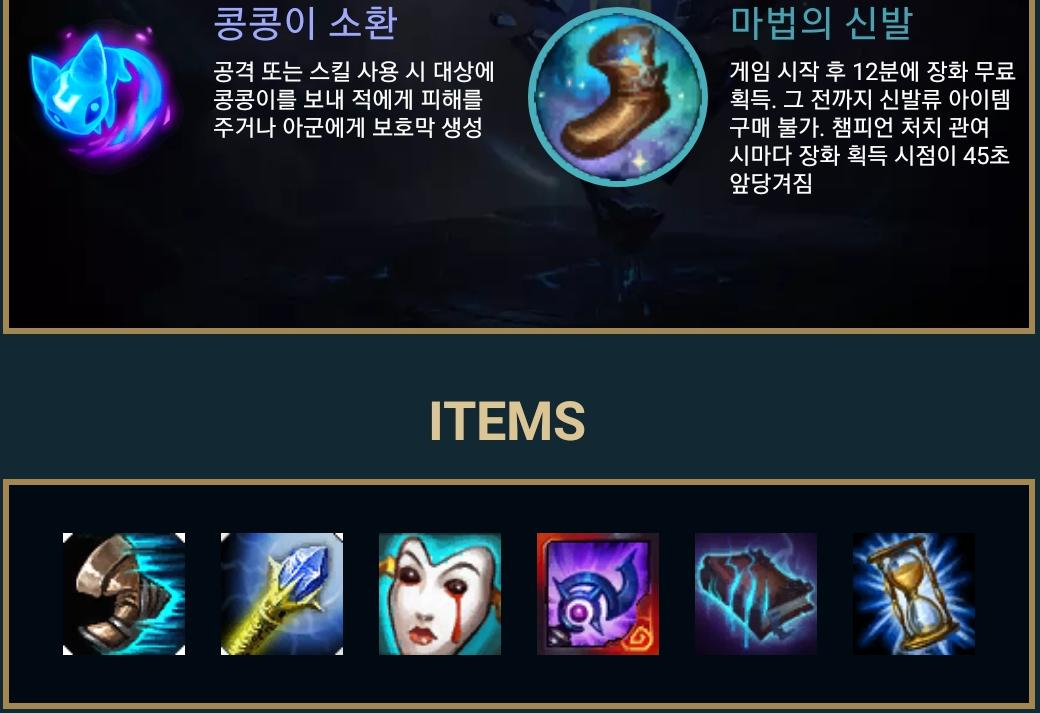 콩콩이 소환
공격 또는 스킬 사용 시 대상에
콩콩이를 보내 적에게 피해를
주거나 아군에게 보호막 생성
마법의 신발
게임 시작 후 12분에 장화 무료
획득. 그 전까지 신발류 아이템
구매 불가. 챔피언 처치 관여
시마다 장화 획득 시점이 45초
앞당겨짐
ITEMS